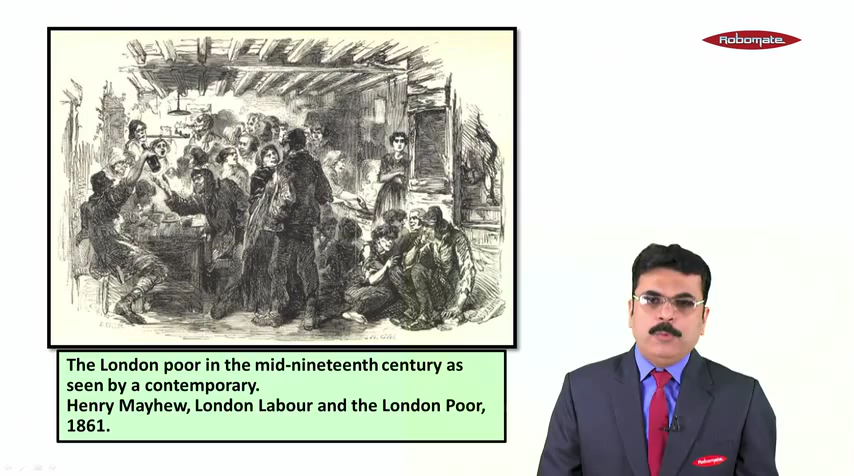 Robomate
The London poor in the mid-nineteenth century as
seen by a contemporary.
Henry Mayhew, London Labour and the London Poor,
1861.
Robomate